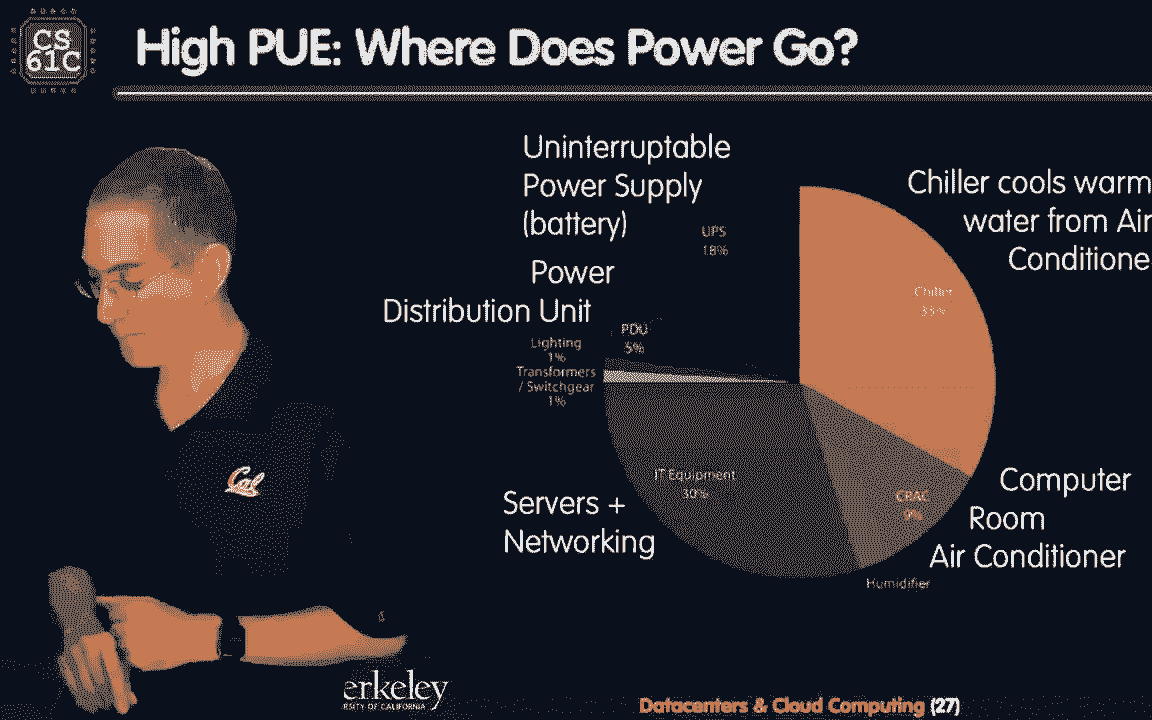 CS
61C
High PUE: Where Does Power Go?
Uninterruptable
Power Supply
(battery)
UPS
18%
Chiller cools warm
water from Air
Conditione
Power
Distribution Unit
Chiller
33%
PDU
5%
Lighting
1%
Transformers
/ Switchgear
1%
IT Equipment
30%
Servers +
Networking
CRAC
9%
Computer
Room
Air Conditioner
Humidifier
Cal
erkeley
RSITY OF CALIFORNIA
Datacenters & Cloud Computing (27)